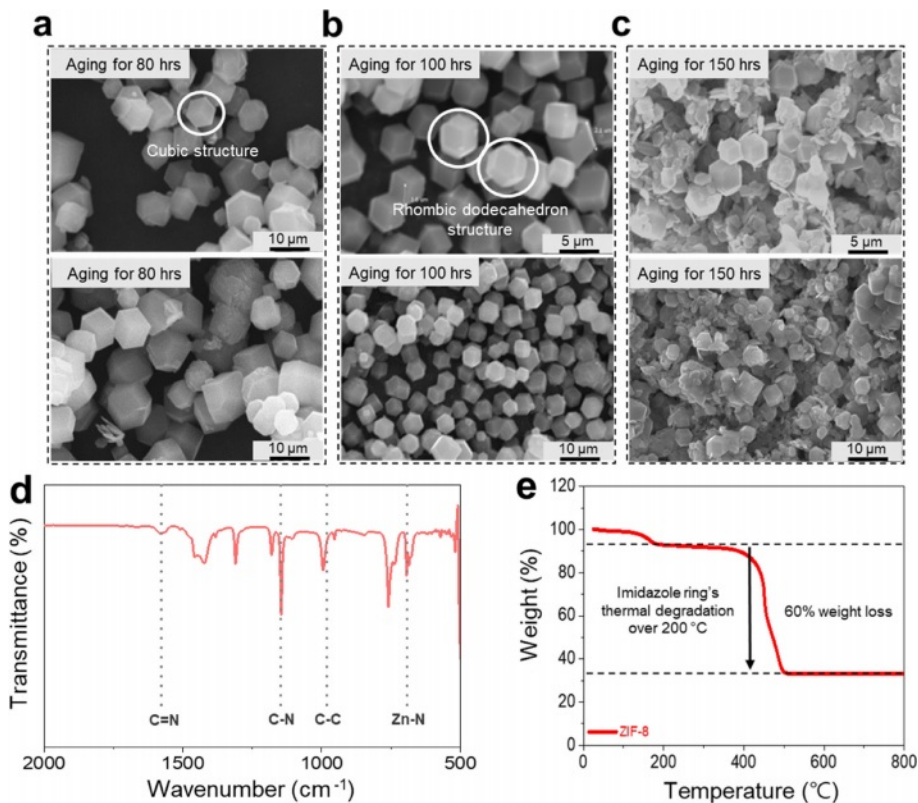 a
Aging for 80 hrs
Cubic structure
10 µm
Aging for 80 hrs
10 µm
b
Aging for 100 hrs
Rhombic dodecahedron
structure
5 µm
Aging for 100 hrs
10 µm
c
Aging for 150 hrs
5 µm
Aging for 150 hrs
10 µm
d
Transmittance (%)
C=N
C-N
C-C
Zn-N
2000
1500
1000
500
Wavenumber (cm⁻¹)
e
Weight (%)
120
100
80
60
40
20
0
Imidazole ring's
thermal degradation
over 200 °C
60% weight loss
ZIF-8
0
200
400
600
800
Temperature (℃)